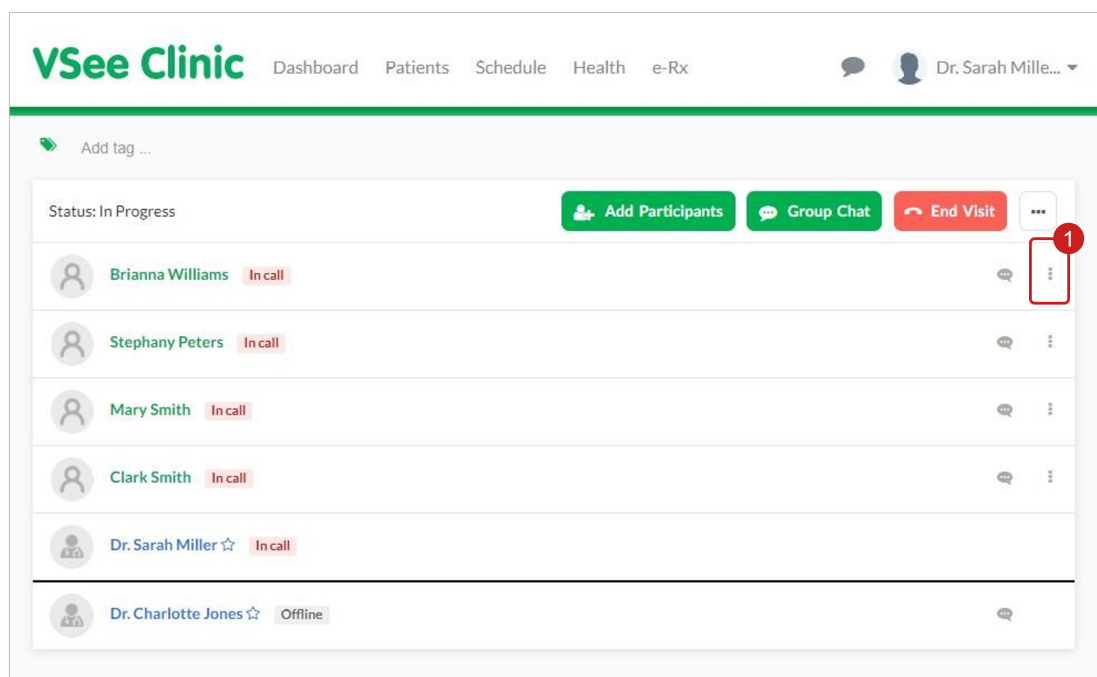 VSee Clinic Dashboard Patients Schedule Health e-Rx Dr. Sarah Mille...
Add tag ...
Status: In Progress Add Participants Group Chat End Visit
1
Brianna Williams In call
Stephany Peters In call
Mary Smith In call
Clark Smith In call
Dr. Sarah Miller In call
Dr. Charlotte Jones Offline